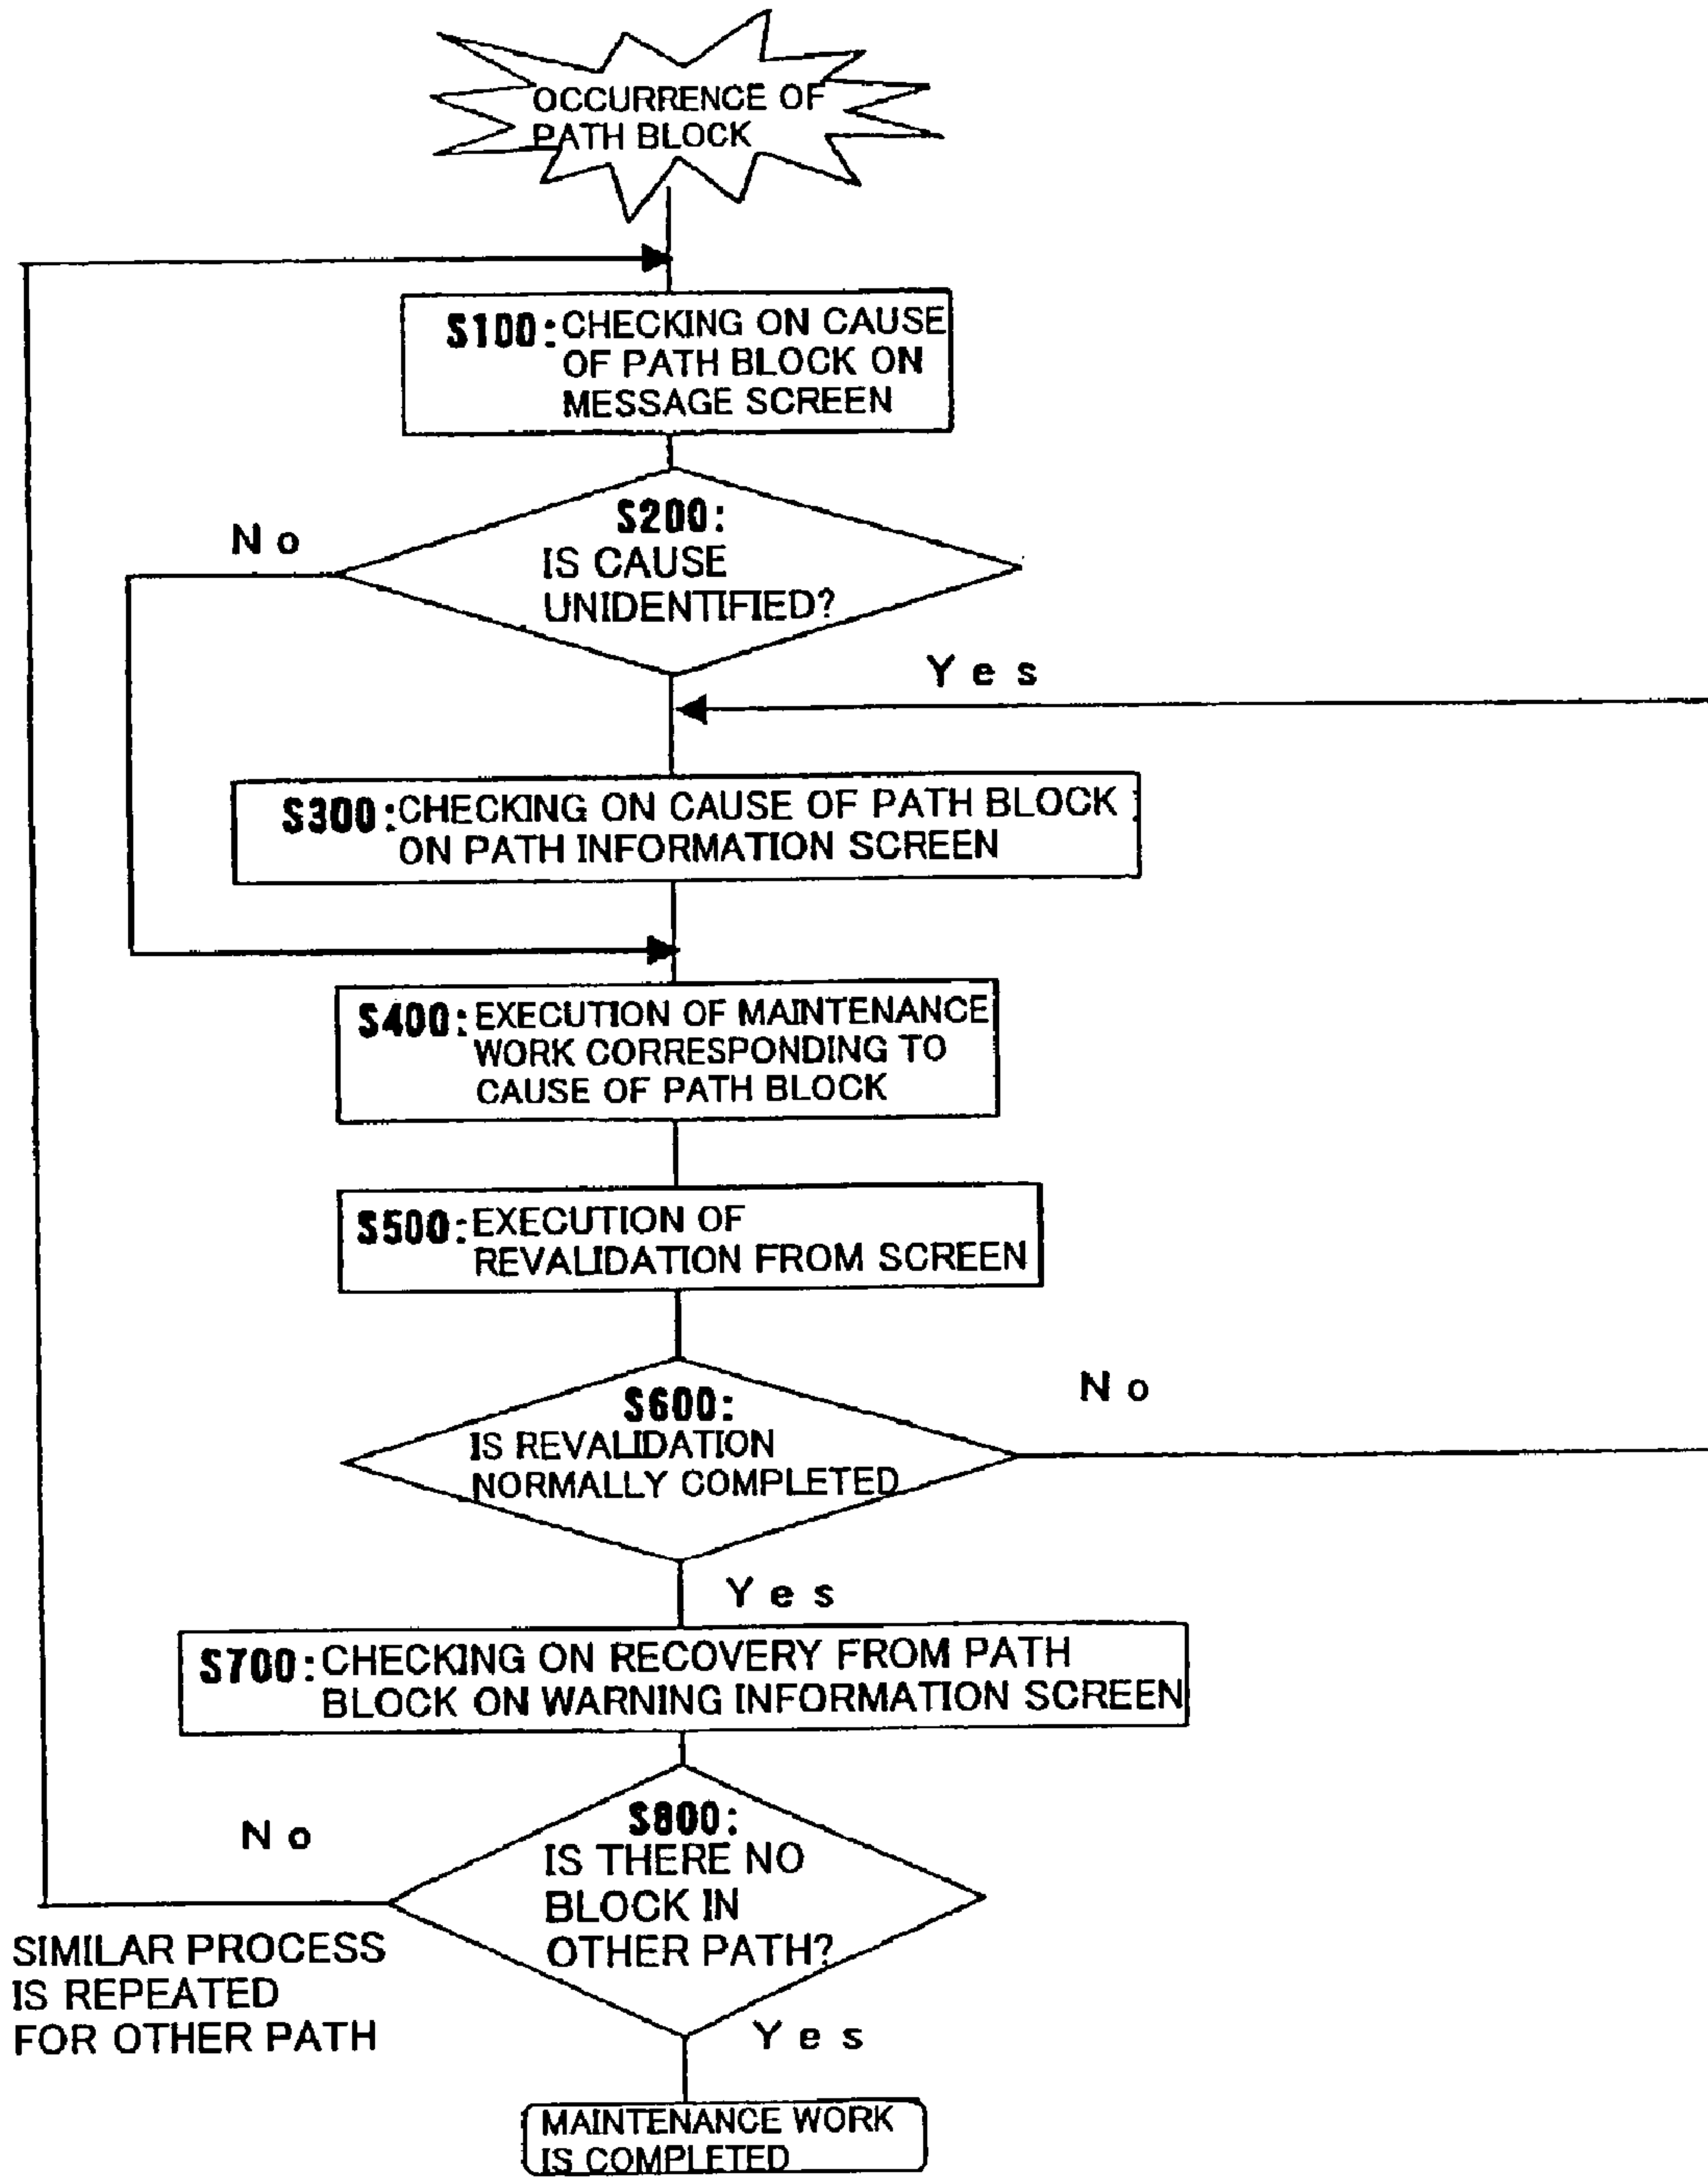 OCCURRENCE OF
PATH BLOCK
S100: CHECKING ON CAUSE
OF PATH BLOCK ON
MESSAGE SCREEN
S200:
IS CAUSE
UNIDENTIFIED?
No
Yes
S300: CHECKING ON CAUSE OF PATH BLOCK
ON PATH INFORMATION SCREEN
S400: EXECUTION OF MAINTENANCE
WORK CORRESPONDING TO
CAUSE OF PATH BLOCK
S500: EXECUTION OF
REVALIDATION FROM SCREEN
S600:
IS REVALIDATION
NORMALLY COMPLETED
No
Yes
S700: CHECKING ON RECOVERY FROM PATH
BLOCK ON WARNING INFORMATION SCREEN
S800:
IS THERE NO
BLOCK IN
OTHER PATH?
No
SIMILAR PROCESS
IS REPEATED
FOR OTHER PATH
Yes
MAINTENANCE WORK
IS COMPLETED